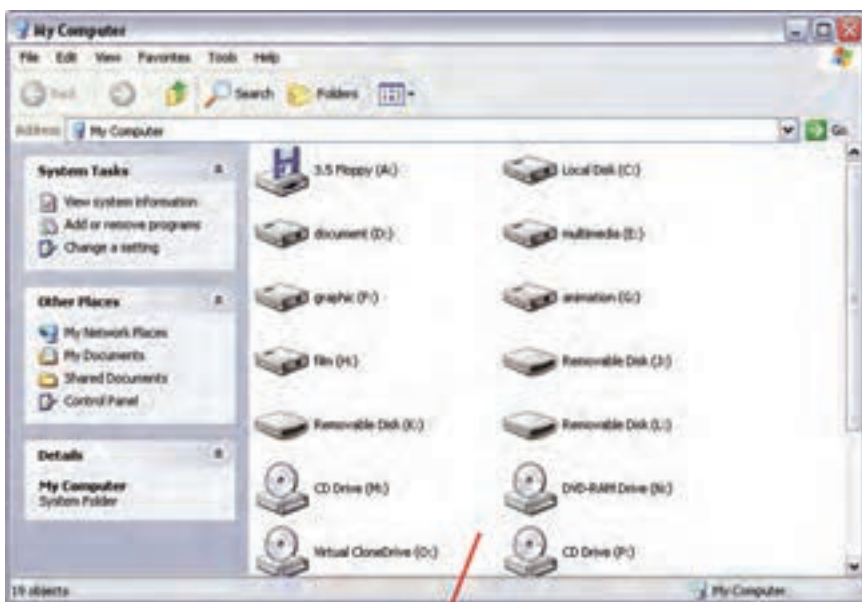 My Computer
File Edit View Favorites Tools Help
Back Search Folders
Address My Computer Go
System Tasks
View system information
Add or remove programs
Change a setting
Other Places
My Network Places
My Documents
Shared Documents
Control Panel
Details
My Computer
System Folder
3.5 Floppy (A:) Local Disk (C:)
document (D:) multimedia (E:)
graphic (F:) animation (G:)
film (H:) Removable Disk (J:)
Removable Disk (K:) Removable Disk (L:)
CD Drive (M:) DVD-RAM Drive (N:)
Virtual CloneDrive (O:) CD Drive (P:)
19 objects My Computer